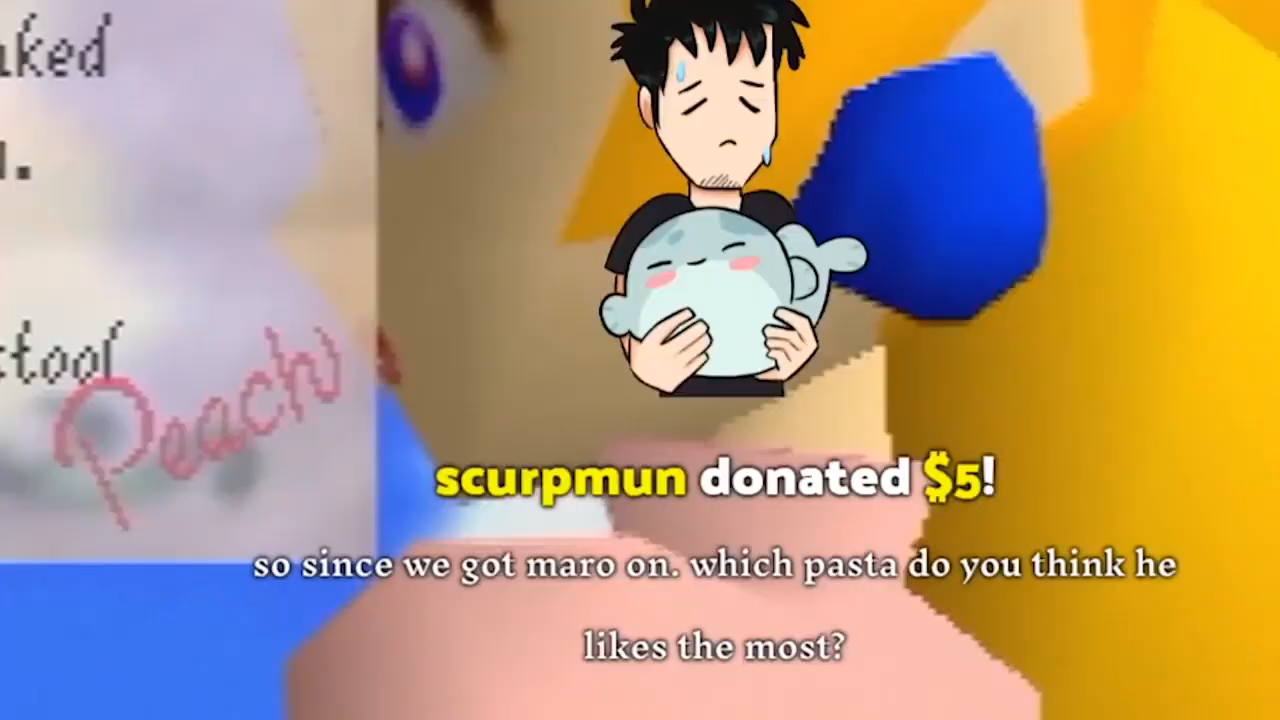 aked
.
tool
Peach
scurpmun donated $5!
so since we got maro on. which pasta do you think he
likes the most?